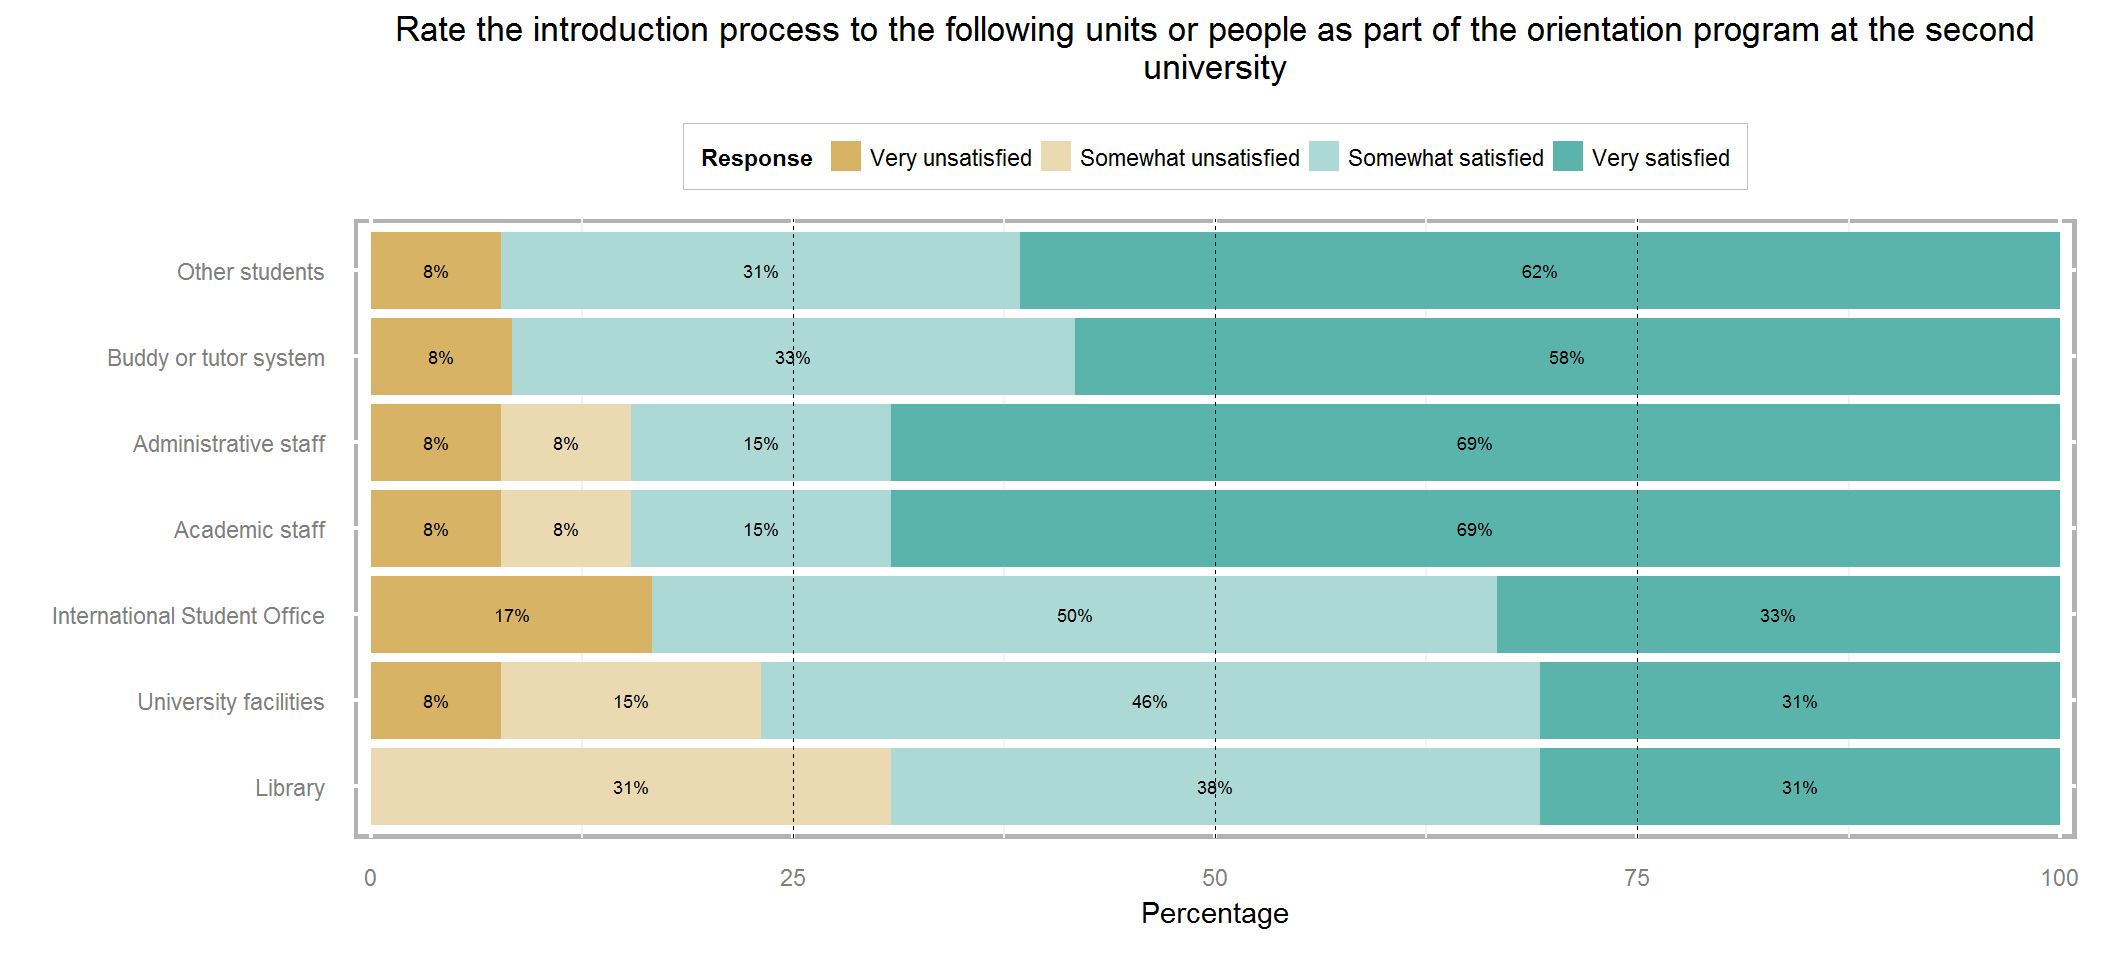 Rate the introduction process to the following units or people as part of the orientation program at the second
university
Response Very unsatisfied Somewhat unsatisfied Somewhat satisfied Very satisfied
Other students 8% 31% 62%
Buddy or tutor system 8% 33% 58%
Administrative staff 8% 8% 15% 69%
Academic staff 8% 8% 15% 69%
International Student Office 17% 50% 33%
University facilities 8% 15% 46% 31%
Library 31% 38% 31%
0 25 50 75 100
Percentage